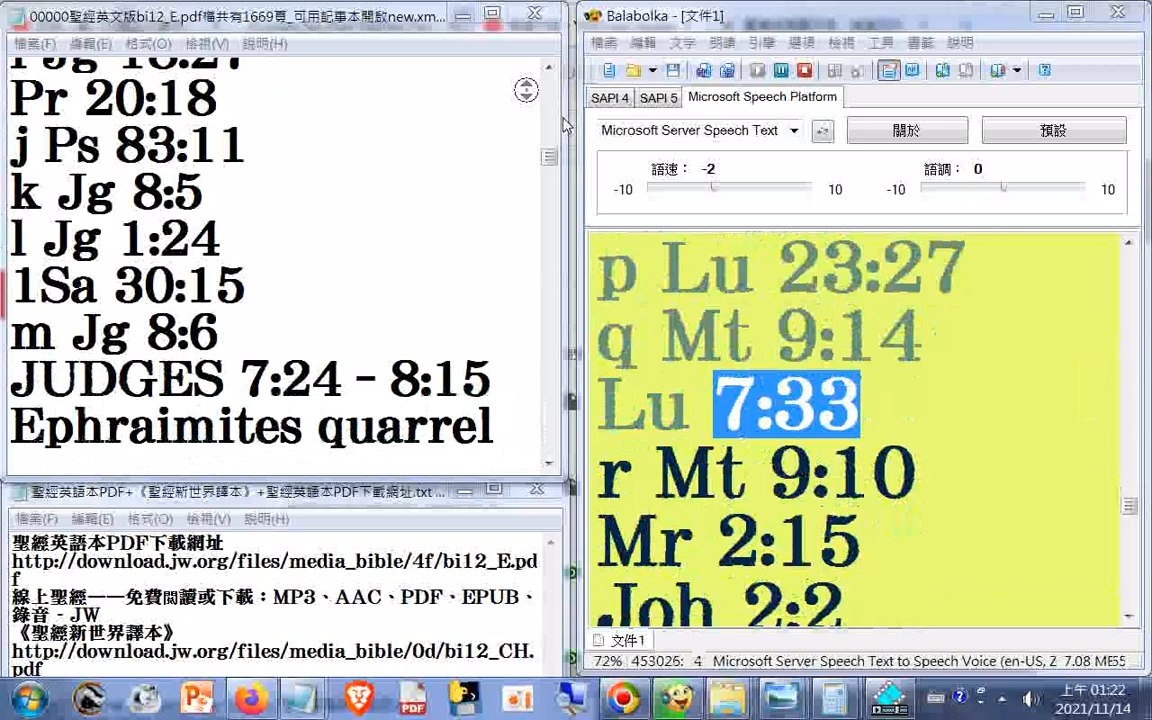 00000聖經英文版bi12_E.pdf檔共有1669頁_可用記事本開啟new.xm...
檔案(F) 編輯(E) 格式(O) 檢視(V) 說明(H)
Pr 20:18
j Ps 83:11
k Jg 8:5
l Jg 1:24
1Sa 30:15
m Jg 8:6
JUDGES 7:24 – 8:15
Ephraimites quarrel
聖經英語本PDF+《聖經新世界譯本》+聖經英語本PDF下載網址.txt ...
檔案(F) 編輯(E) 格式(O) 檢視(V) 說明(H)
聖經英語本PDF下載網址
http://download.jw.org/files/media_bible/4f/bi12_E.pd
f
線上聖經——免費閱讀或下載：MP3、AAC、PDF、EPUB、
錄音 - JW
《聖經新世界譯本》
http://download.jw.org/files/media_bible/0d/bi12_CH.
pdf
Balabolka - [文件1]
檔案 編輯 文字 朗讀 引擎 選項 檢視 工具 書籤 說明
SAPI 4 SAPI 5 Microsoft Speech Platform
Microsoft Server Speech Text 關於 預設
語速： -2 語調： 0
-10 10 -10 10
p Lu 23:27
q Mt 9:14
Lu 7:33
r Mt 9:10
Mr 2:15
Joh 2:2
文件1
72% 453026: 4 Microsoft Server Speech Text to Speech Voice (en-US, Z 7.08 ME55
上午 01:22
2021/11/14